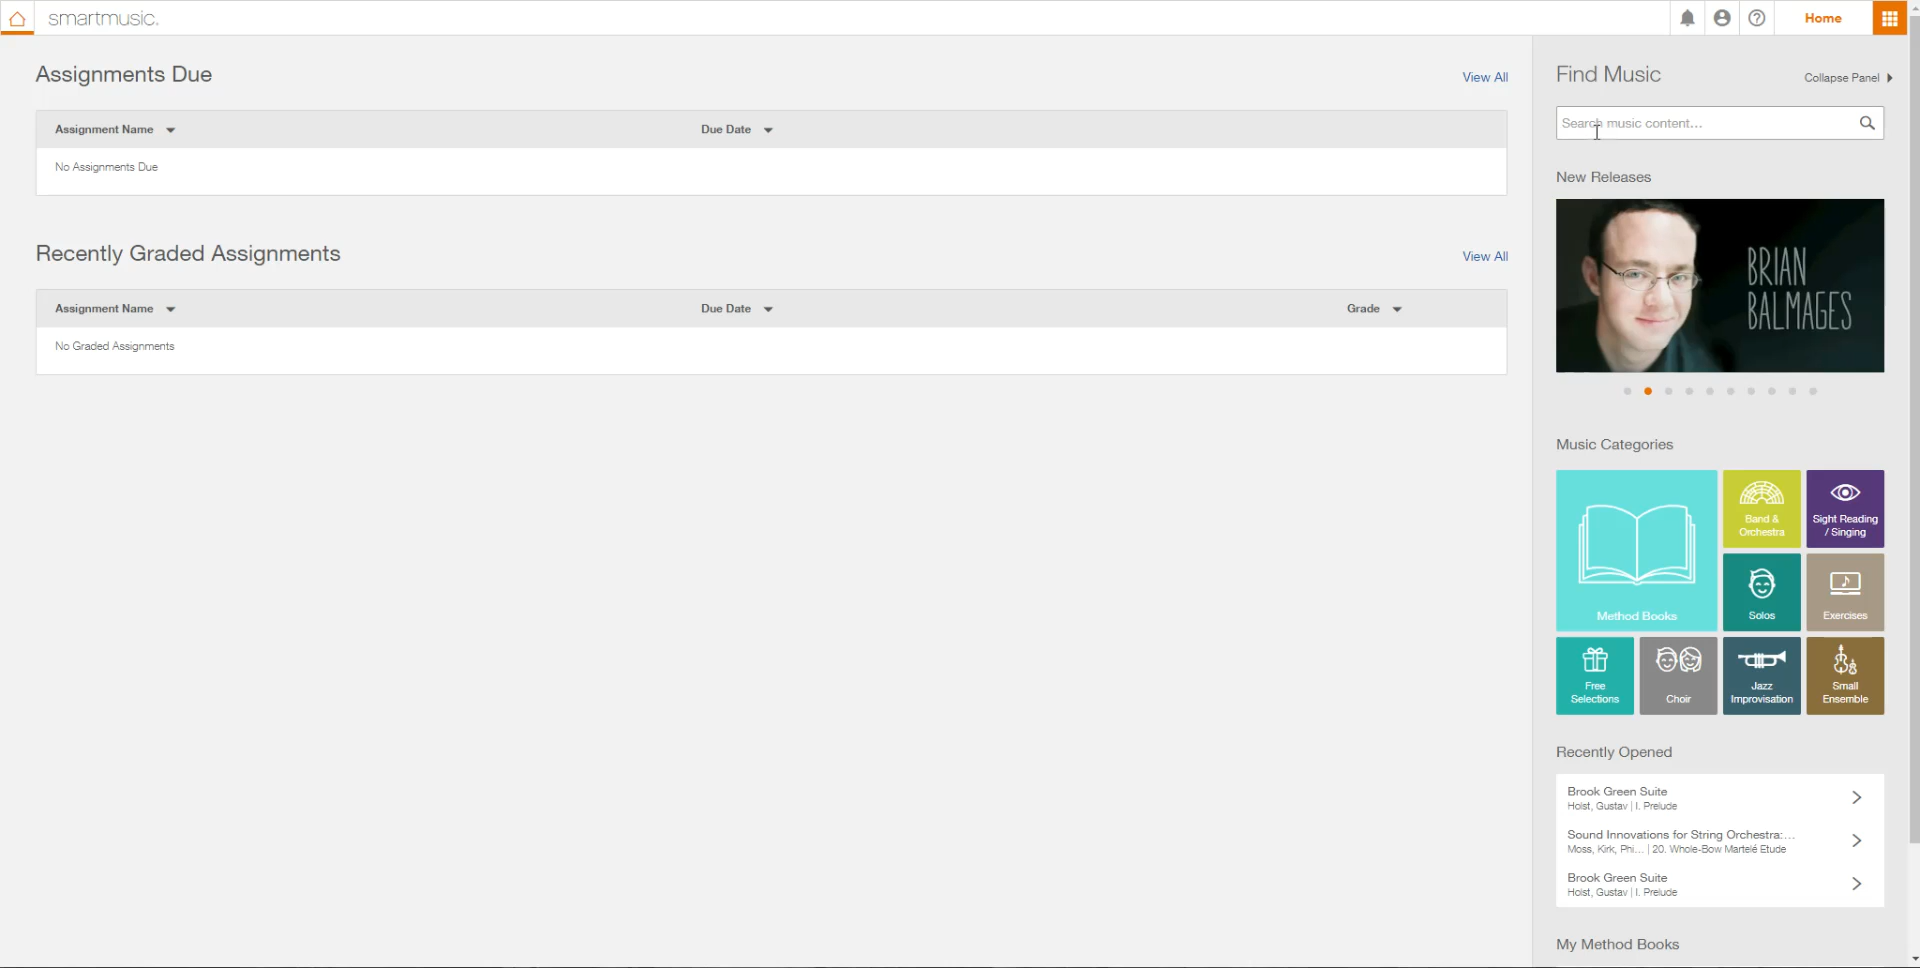 smartmusic.
Home
Assignments Due
View All
Assignment Name
Due Date
No Assignments Due
Recently Graded Assignments
View All
Assignment Name
Due Date
Grade
No Graded Assignments
Find Music
Collapse Panel
Search music content...
New Releases
BRIAN
BALMAGES
Music Categories
Method Books
Band &
Orchestra
Sight Reading
/ Singing
Solos
Exercises
Free
Selections
Choir
Jazz
Improvisation
Small
Ensemble
Recently Opened
Brook Green Suite
Holst, Gustav | I. Prelude
Sound Innovations for String Orchestra:...
Moss, Kirk, Phi... | 20. Whole-Bow Martelé Etude
Brook Green Suite
Holst, Gustav | I. Prelude
My Method Books